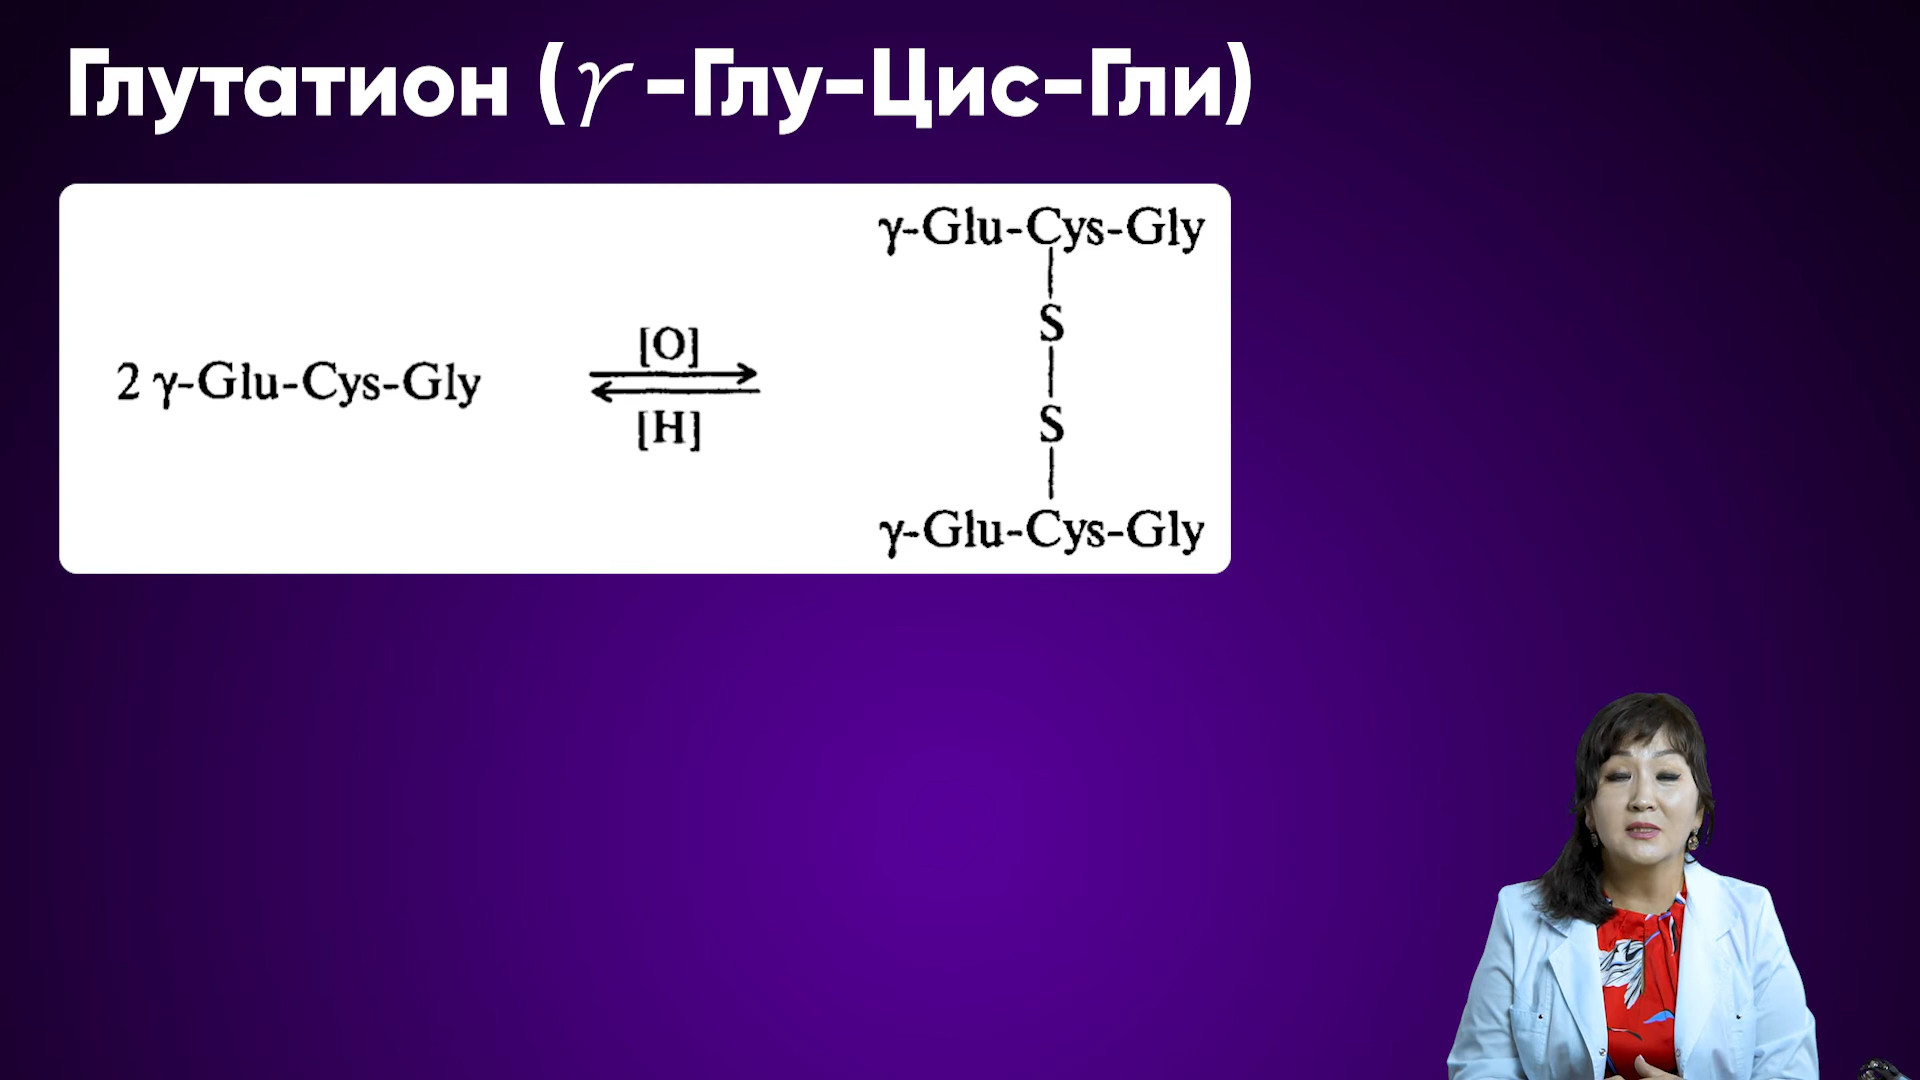 Глутатион (γ-Глу-Цис-Гли)
γ-Glu-Cys-Gly
S
[O]
2 γ-Glu-Cys-Gly
[H]
S
γ-Glu-Cys-Gly